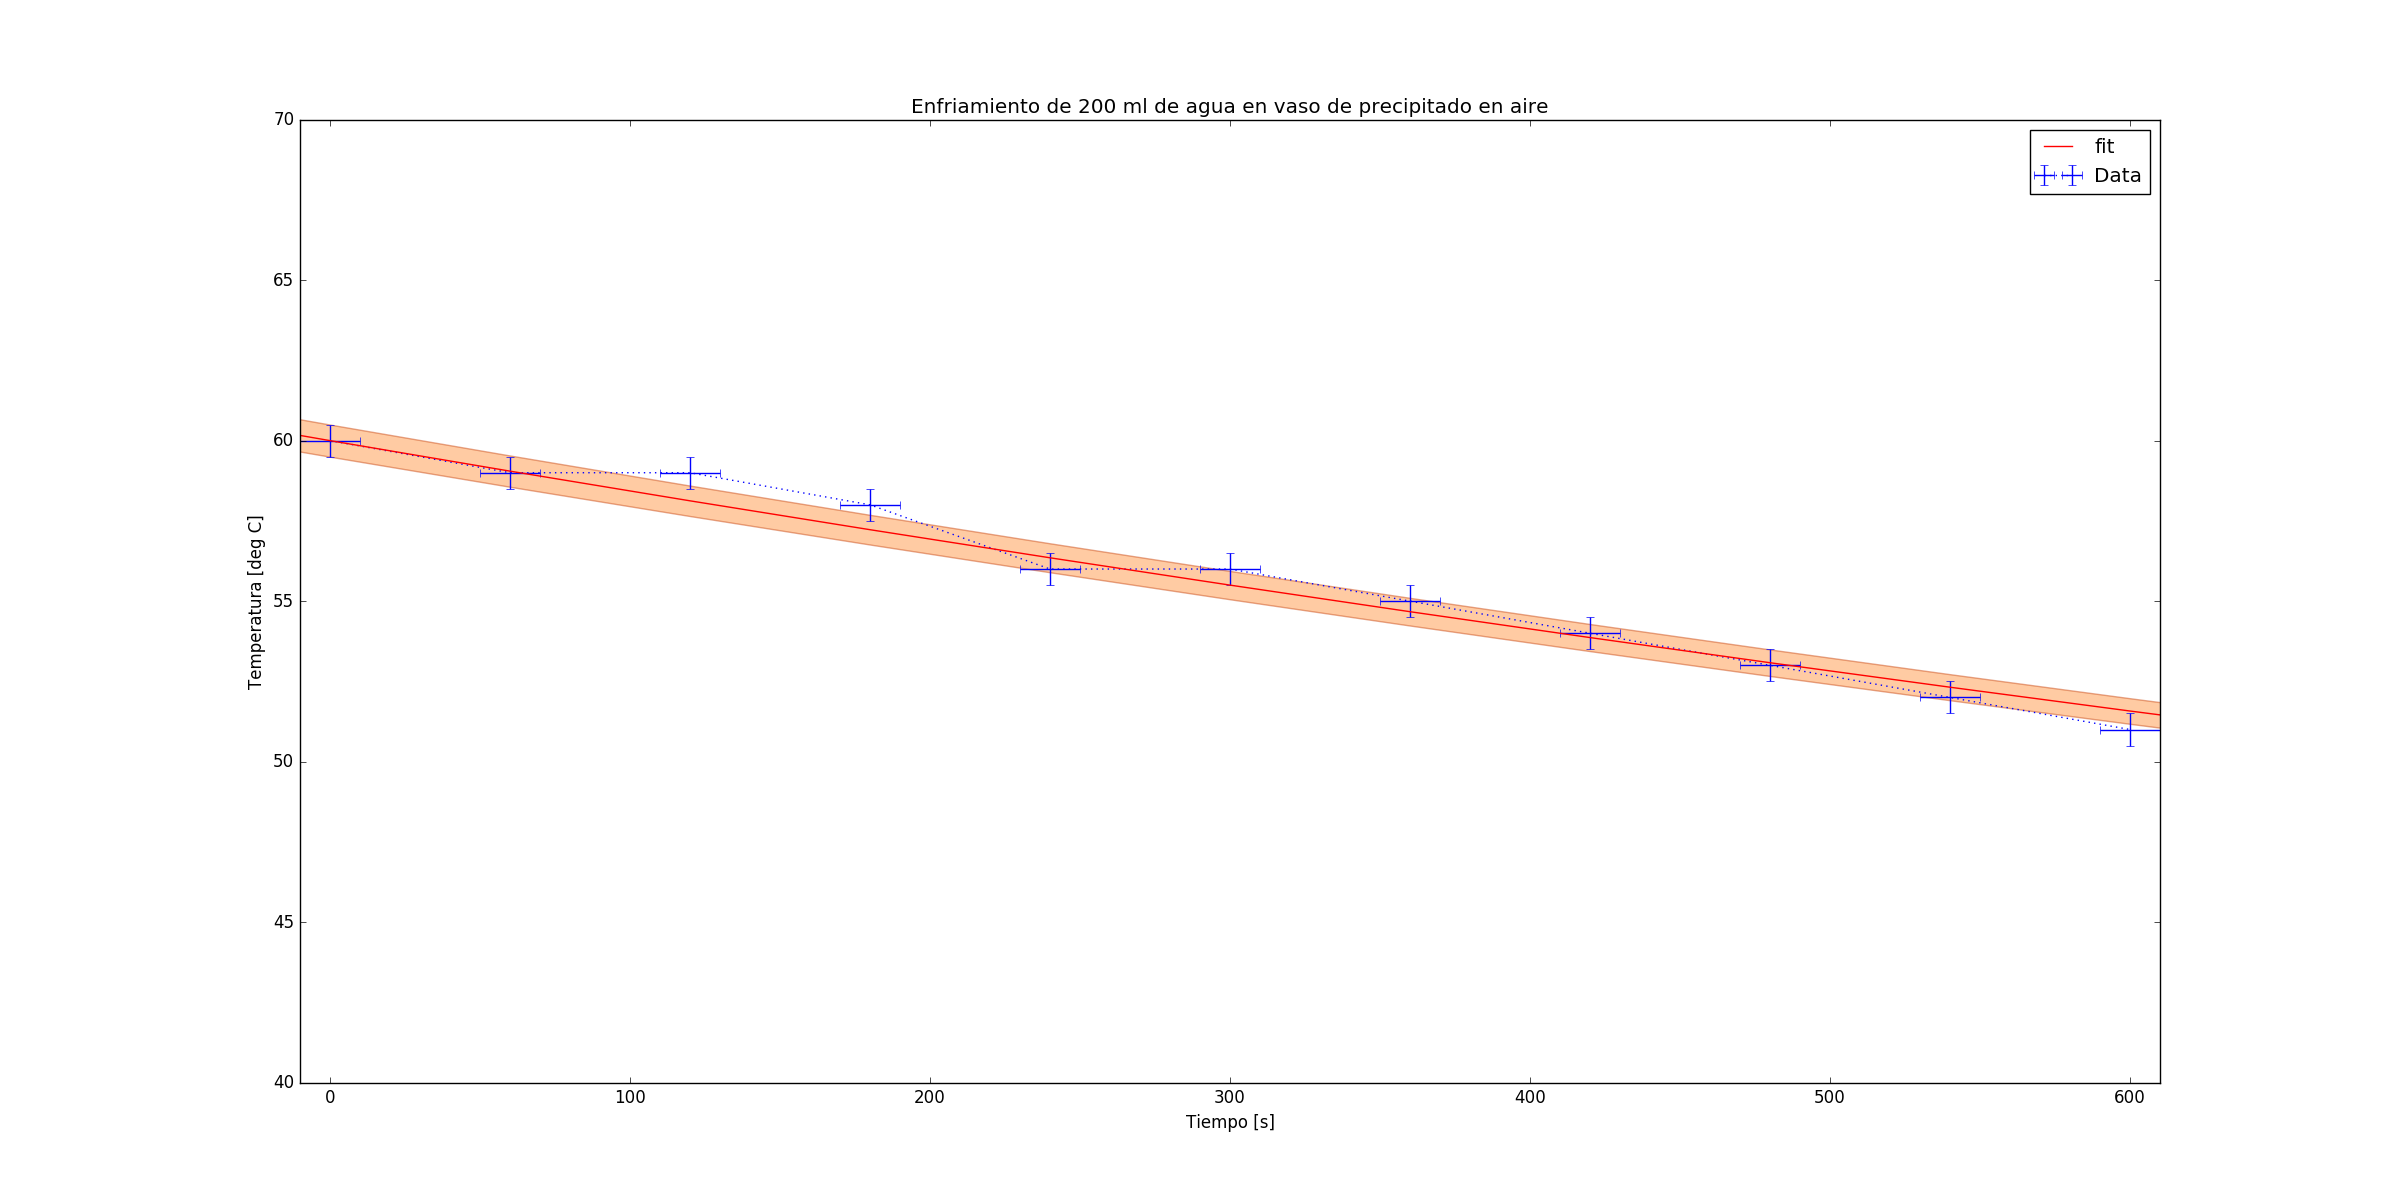 Enfriamiento de 200 ml de agua en vaso de precipitado en aire
70
65
60
55
50
45
40
Temperatura [deg C]
fit
Data
0 100 200 300 400 500 600
Tiempo [s]